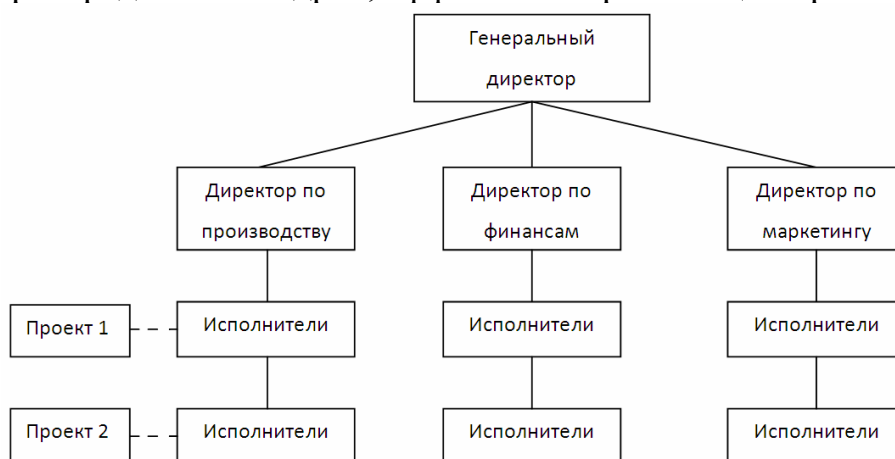 Генеральный
директор
Директор по
производству
Директор по
финансам
Директор по
маркетингу
Проект 1
Исполнители
Исполнители
Исполнители
Проект 2
Исполнители
Исполнители
Исполнители